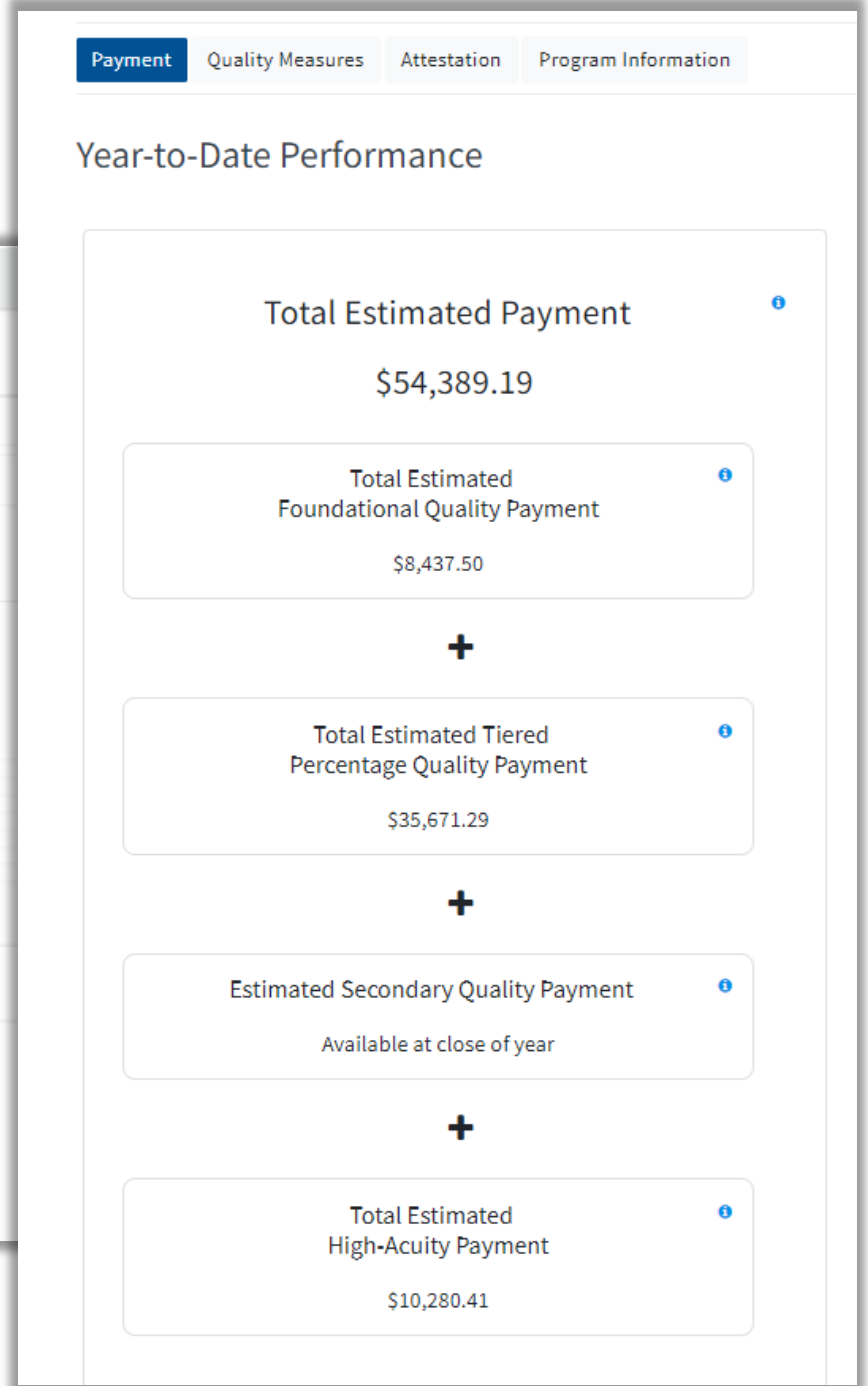 Payment Quality Measures Attestation Program Information
Year-to-Date Performance
Total Estimated Payment
$54,389.19
Total Estimated
Foundational Quality Payment
$8,437.50
+
Total Estimated Tiered
Percentage Quality Payment
$35,671.29
+
Estimated Secondary Quality Payment
Available at close of year
+
Total Estimated
High-Acuity Payment
$10,280.41